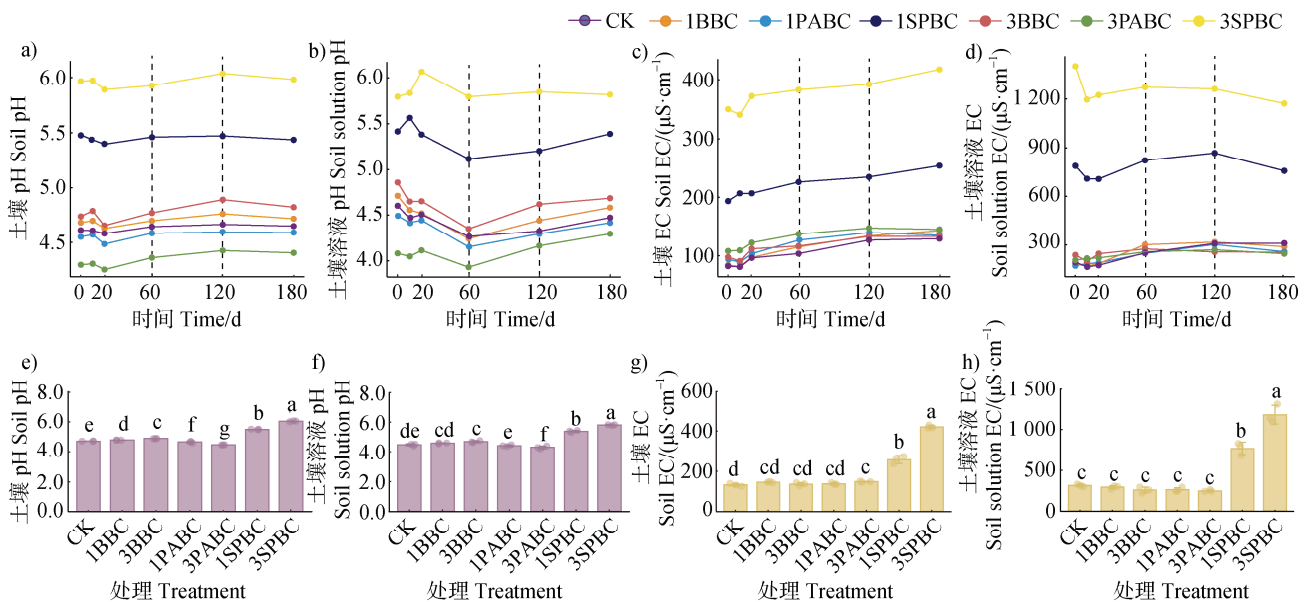 CK 1BBC 1PABC 1SPBC 3BBC 3PABC 3SPBC
a)
土壤 pH Soil pH
6.0
5.5
5.0
4.5
0 20 60 120 180
时间 Time/d
b)
土壤溶液 pH Soil solution pH
6.0
5.5
5.0
4.5
4.0
0 20 60 120 180
时间 Time/d
c)
土壤 EC Soil EC/(μS·cm⁻¹)
400
300
200
100
0 20 60 120 180
时间 Time/d
d)
土壤溶液 EC
Soil solution EC/(μS·cm⁻¹)
1 200
900
600
300
0 20 60 120 180
时间 Time/d
e)
土壤 pH Soil pH
8.0
6.0
4.0
2.0
0.0
e d c f g b a
CK 1BBC 3BBC 1PABC 3PABC 1SPBC 3SPBC
处理 Treatment
f)
土壤溶液 pH
Soil solution pH
8.0
6.0
4.0
2.0
0.0
de cd c e f b a
CK 1BBC 3BBC 1PABC 3PABC 1SPBC 3SPBC
处理 Treatment
g)
土壤 EC
Soil EC/(μS·cm⁻¹)
600
400
200
0
d cd cd cd c b a
CK 1BBC 3BBC 1PABC 3PABC 1SPBC 3SPBC
处理 Treatment
h)
土壤溶液 EC
Soil solution EC/(μS·cm⁻¹)
1 500
1 000
500
0
c c c c c b a
CK 1BBC 3BBC 1PABC 3PABC 1SPBC 3SPBC
处理 Treatment